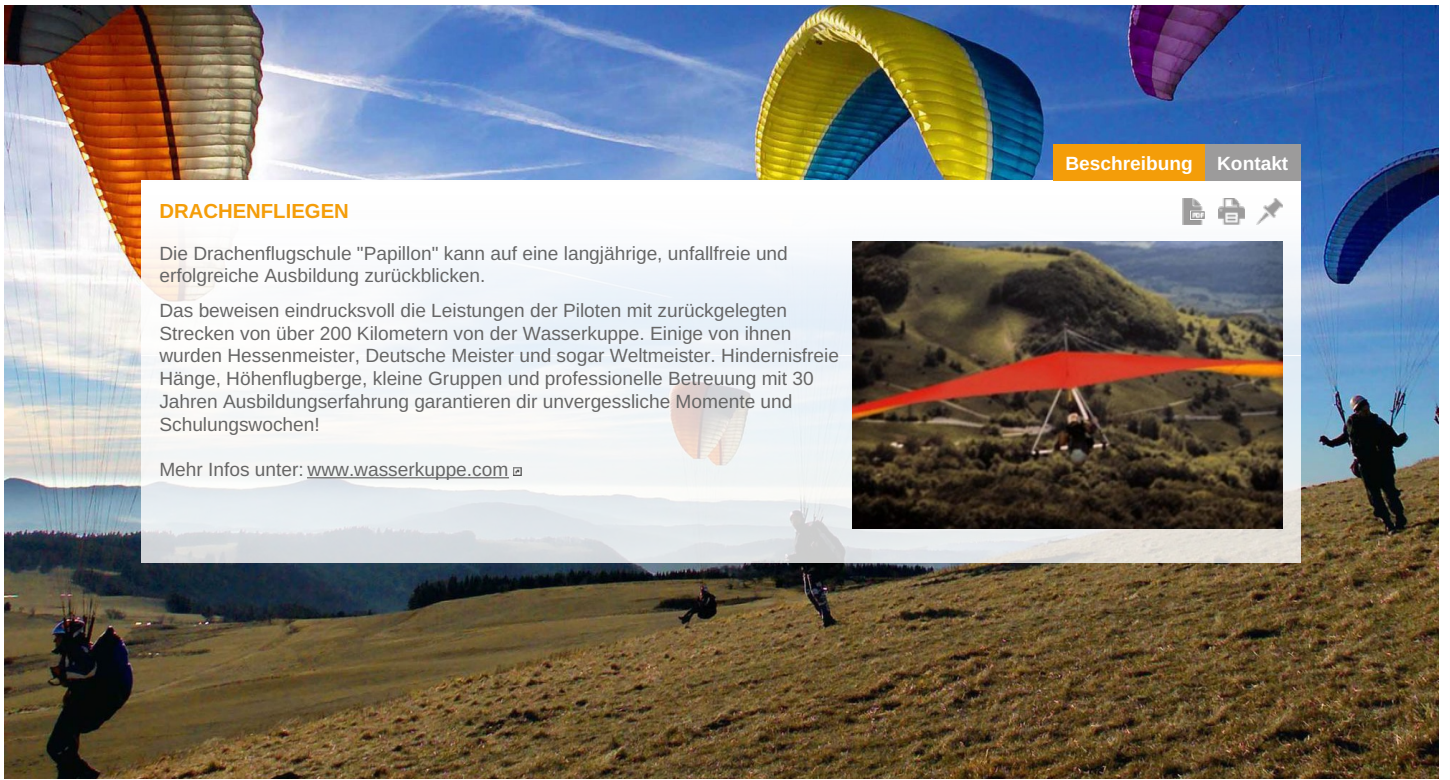 Beschreibung Kontakt
DRACHENFLIEGEN
PDF
Die Drachenflugschule "Papillon" kann auf eine langjährige, unfallfreie und
erfolgreiche Ausbildung zurückblicken.
Das beweisen eindrucksvoll die Leistungen der Piloten mit zurückgelegten
Strecken von über 200 Kilometern von der Wasserkuppe. Einige von ihnen
wurden Hessenmeister, Deutsche Meister und sogar Weltmeister. Hindernisfreie
Hänge, Höhenflugberge, kleine Gruppen und professionelle Betreuung mit 30
Jahren Ausbildungserfahrung garantieren dir unvergessliche Momente und
Schulungswochen!
Mehr Infos unter: www.wasserkuppe.com